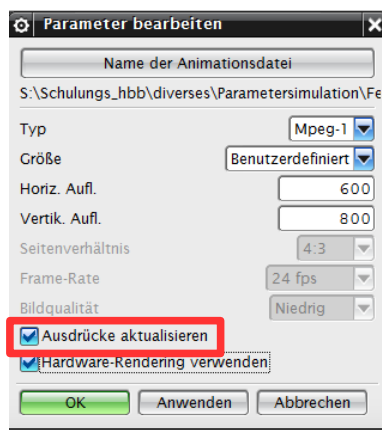 Parameter bearbeiten
Name der Animationsdatei
S:\Schulungs_hbb\diverses\Parametersimulation\Fe
Typ Mpeg-1
Größe Benutzerdefiniert
Horiz. Aufl. 600
Vertik. Aufl. 800
Seitenverhältnis 4:3
Frame-Rate 24 fps
Bildqualität Niedrig
Ausdrücke aktualisieren
Hardware-Rendering verwenden
OK Anwenden Abbrechen